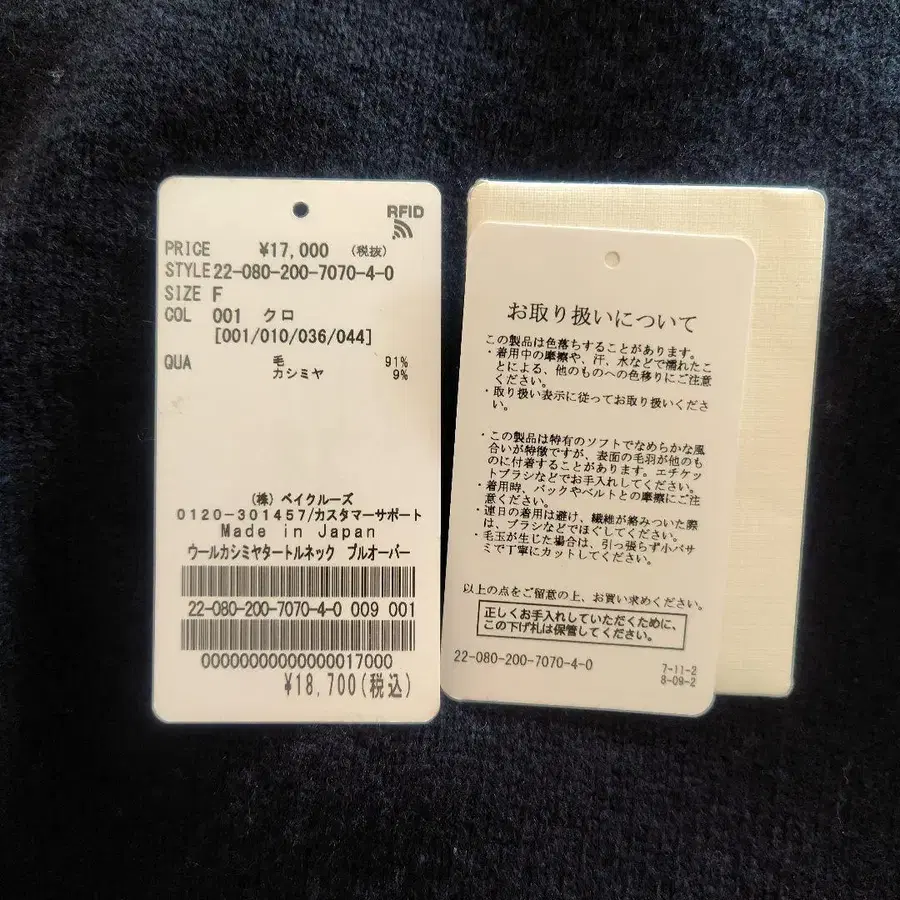 RFID
PRICE ¥17,000 (税抜)
STYLE 22-080-200-7070-4-0
SIZE F
COL 001 クロ
[001/010/036/044]
QUA 毛 91%
カシミヤ 9%
(株) ベイクルーズ
0120-301457/カスタマーサポート
Made in Japan
ウールカシミヤタートルネック プルオーバー
22-080-200-7070-4-0 009 001
00000000000000017000
¥18,700(税込)
お取り扱いについて
この製品は色落ちすることがあります。
・着用中の摩擦や、汗、水などで濡れたこ
とによる、他のものへの色移りにご注意
ください。
・取り扱い表示に従ってお取り扱いくださ
い。
・この製品は特有のソフトでなめらかな風
合いが特徴ですが、表面の毛羽が他のも
のに付着することがあります。エチケッ
トブラシなどでお手入れしてください。
・着用時、バックやベルトとの摩擦にご注
意ください。
・連日の着用は避け、繊維が絡みついた際
は、ブラシなどでほぐしてください。
・毛玉が生じた場合は、引っ張らず小バサ
ミで丁寧にカットしてください。
以上の点をご留意の上、お買い求めください。
正しくお手入れしていただくために、
この下げ札は保管してください。
22-080-200-7070-4-0
7-11-2
8-09-2